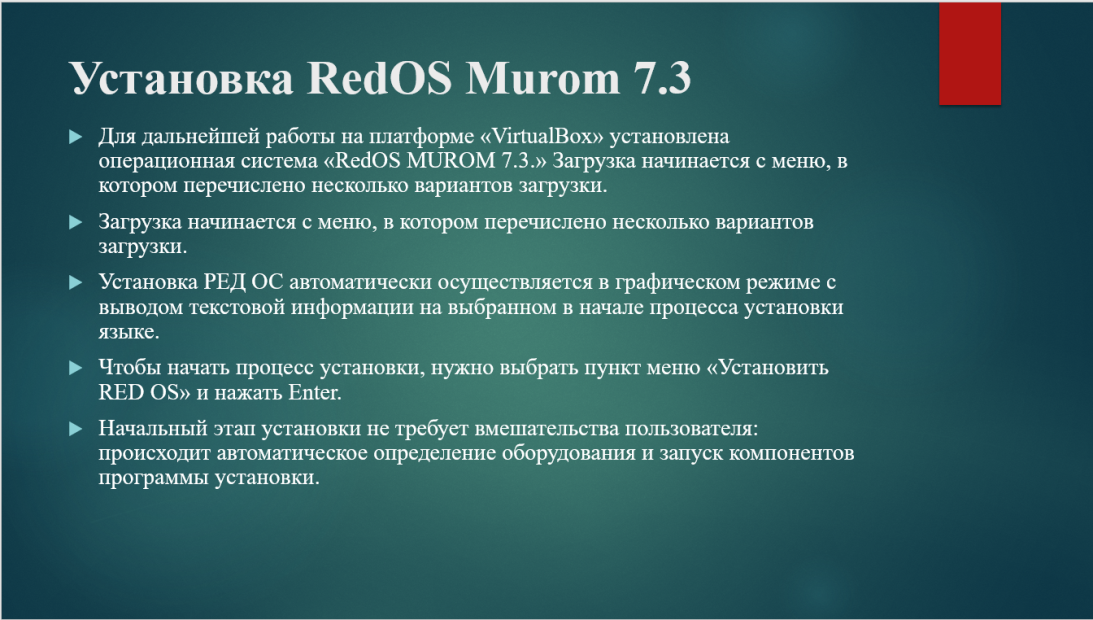 Установка RedOS Murom 7.3
Для дальнейшей работы на платформе «VirtualBox» установлена
операционная система «RedOS MUROM 7.3.» Загрузка начинается с меню, в
котором перечислено несколько вариантов загрузки.
Загрузка начинается с меню, в котором перечислено несколько вариантов
загрузки.
Установка РЕД ОС автоматически осуществляется в графическом режиме с
выводом текстовой информации на выбранном в начале процесса установки
языке.
Чтобы начать процесс установки, нужно выбрать пункт меню «Установить
RED OS» и нажать Enter.
Начальный этап установки не требует вмешательства пользователя:
происходит автоматическое определение оборудования и запуск компонентов
программы установки.